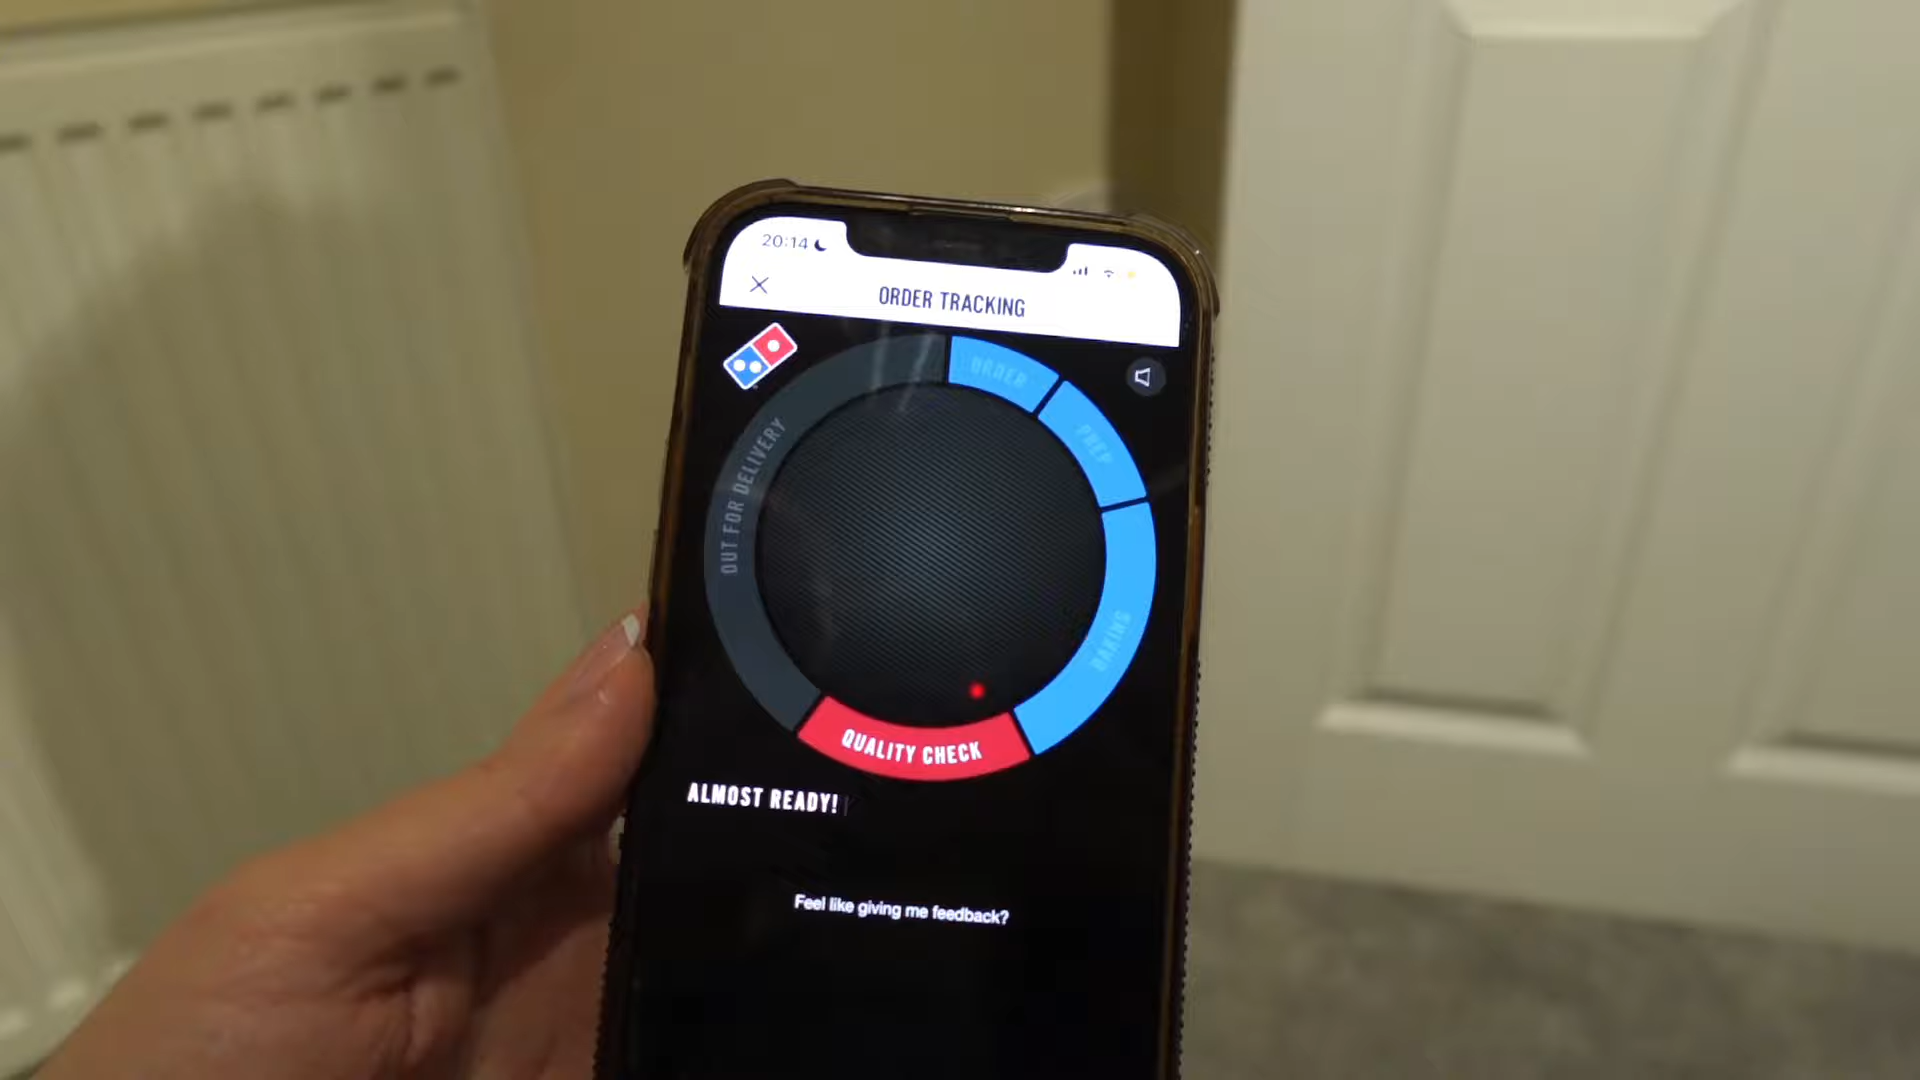 20:14
ORDER TRACKING
ORDER
PREP
BAKING
QUALITY CHECK
OUT FOR DELIVERY
ALMOST READY!
Feel like giving me feedback?